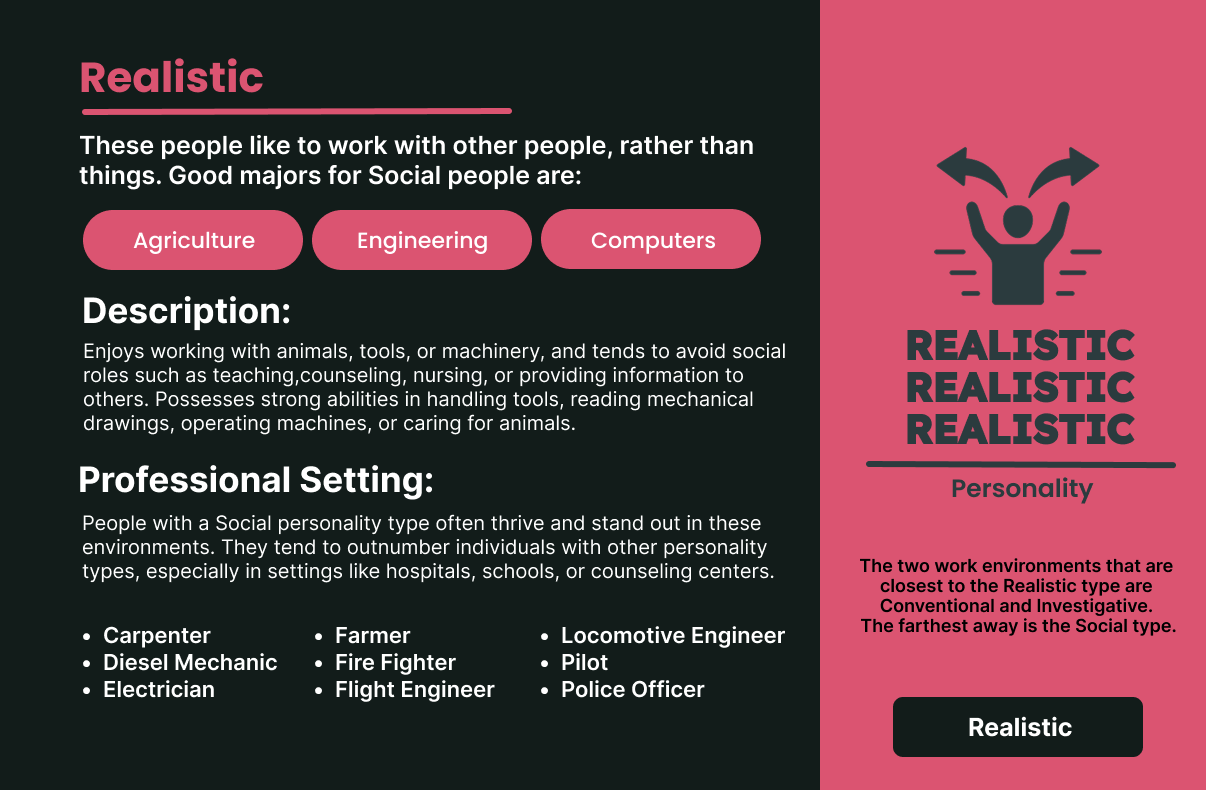 Realistic
These people like to work with other people, rather than
things. Good majors for Social people are:
Agriculture
Engineering
Computers
Description:
Enjoys working with animals, tools, or machinery, and tends to avoid social
roles such as teaching,counseling, nursing, or providing information to
others. Possesses strong abilities in handling tools, reading mechanical
drawings, operating machines, or caring for animals.
Professional Setting:
People with a Social personality type often thrive and stand out in these
environments. They tend to outnumber individuals with other personality
types, especially in settings like hospitals, schools, or counseling centers.
• Carpenter
• Diesel Mechanic
• Electrician
• Farmer
• Fire Fighter
• Flight Engineer
• Locomotive Engineer
• Pilot
• Police Officer
REALISTIC
REALISTIC
REALISTIC
Personality
The two work environments that are
closest to the Realistic type are
Conventional and Investigative.
The farthest away is the Social type.
Realistic